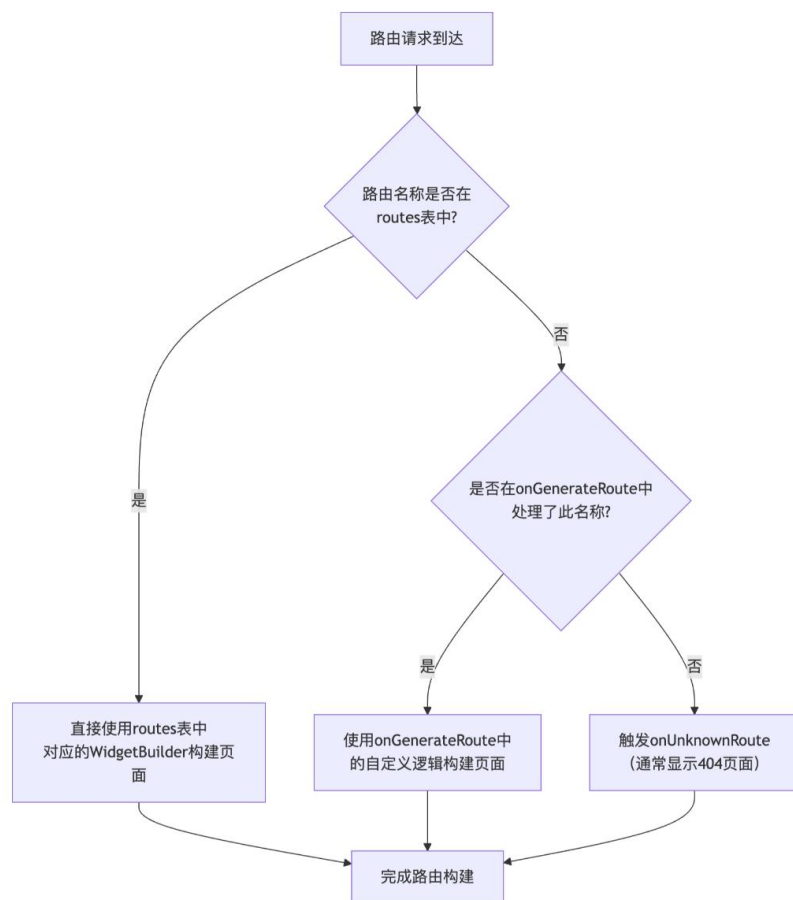 路由请求到达
路由名称是否在
routes表中?
否
是否在onGenerateRoute中
处理了此名称?
是
是
否
直接使用routes表中
对应的WidgetBuilder构建页
面
使用onGenerateRoute中
的自定义逻辑构建页面
触发onUnknownRoute
（通常显示404页面）
完成路由构建